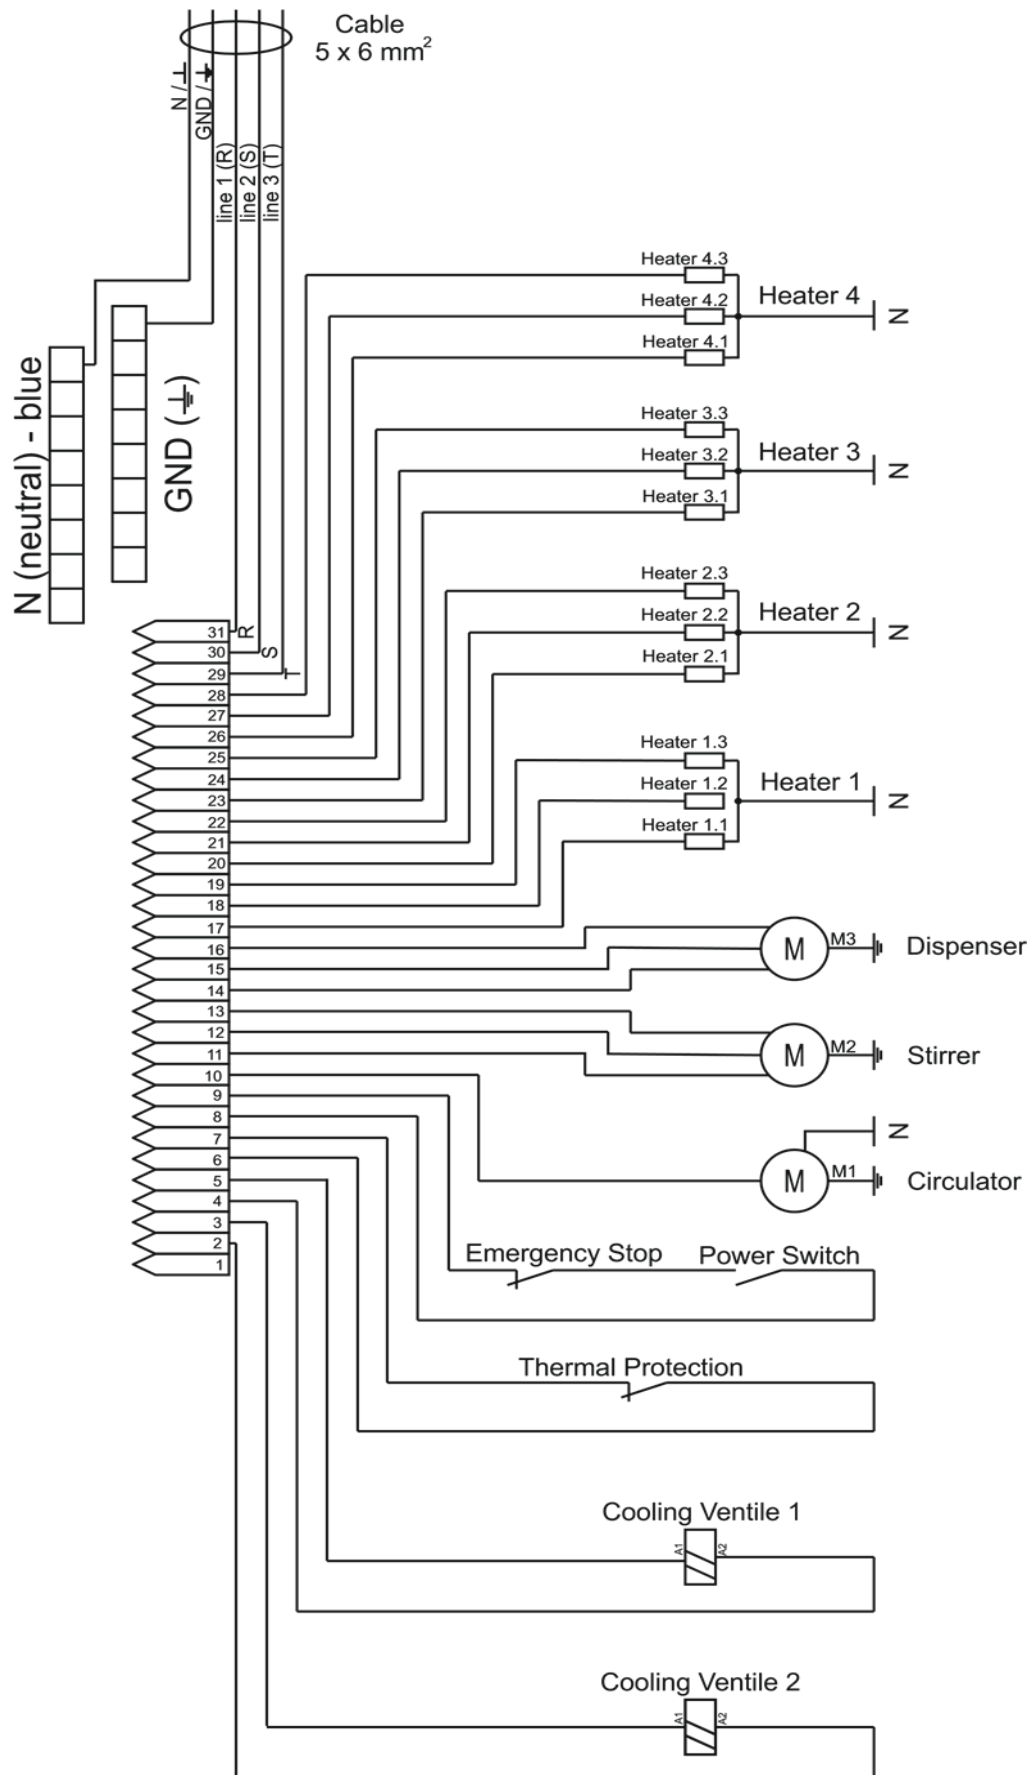 Cable
5 x 6 mm²
N /
GND /
line 1 (R)
line 2 (S)
line 3 (T)
N (neutral) - blue
GND ( )
Heater 4.3
Heater 4.2
Heater 4.1
Heater 4
N
Heater 3.3
Heater 3.2
Heater 3.1
Heater 3
N
Heater 2.3
Heater 2.2
Heater 2.1
Heater 2
N
Heater 1.3
Heater 1.2
Heater 1.1
Heater 1
N
31
R
30
S
29
T
28
27
26
25
24
23
22
21
20
19
18
17
16
15
14
13
12
11
10
9
8
7
6
5
4
3
2
1
M
M3
Dispenser
M
M2
Stirrer
N
M
M1
Circulator
Emergency Stop
Power Switch
Thermal Protection
Cooling Ventile 1
A1
A2
Cooling Ventile 2
A1
A2